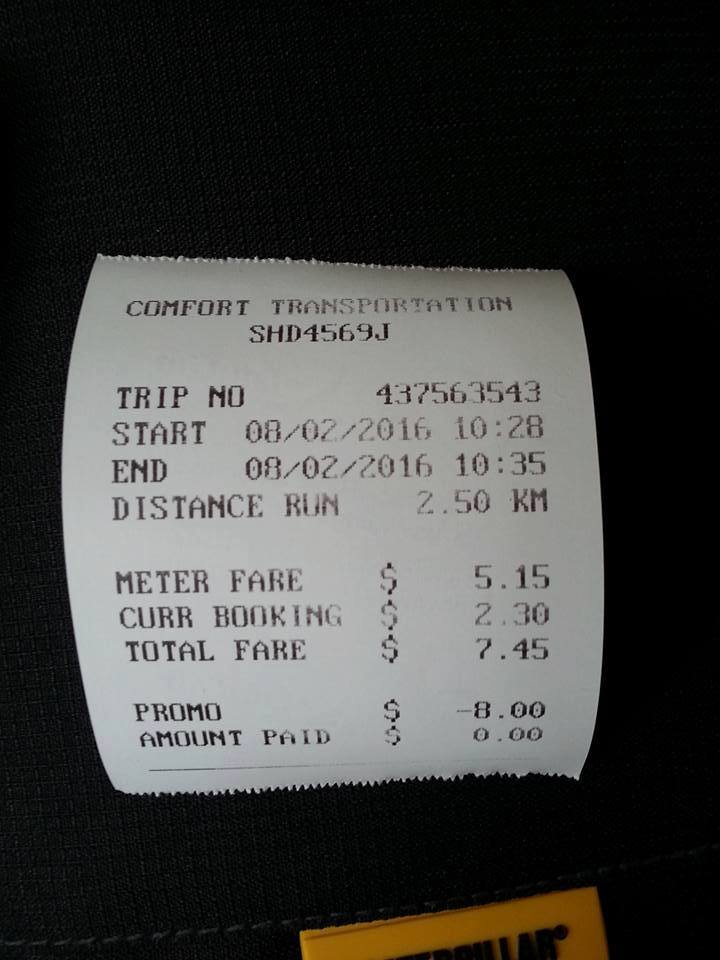 COMFORT TRANSPORTATION
SHD4569J
TRIP NO 437563543
START 08/02/2016 10:28
END 08/02/2016 10:35
DISTANCE RUN 2.50 KM
METER FARE $ 5.15
CURR BOOKING $ 2.30
TOTAL FARE $ 7.45
PROMO $ -8.00
AMOUNT PAID $ 0.00